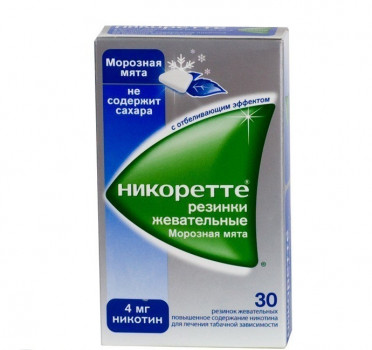 Морозная
мята
не
содержит
сахара
с отбеливающим эффектом
НИКОРЕТТЕ®
резинки
жевательные
Морозная мята
4 мг
никотин
30
резинок жевательных
повышенное содержание никотина
для лечения табачной зависимости